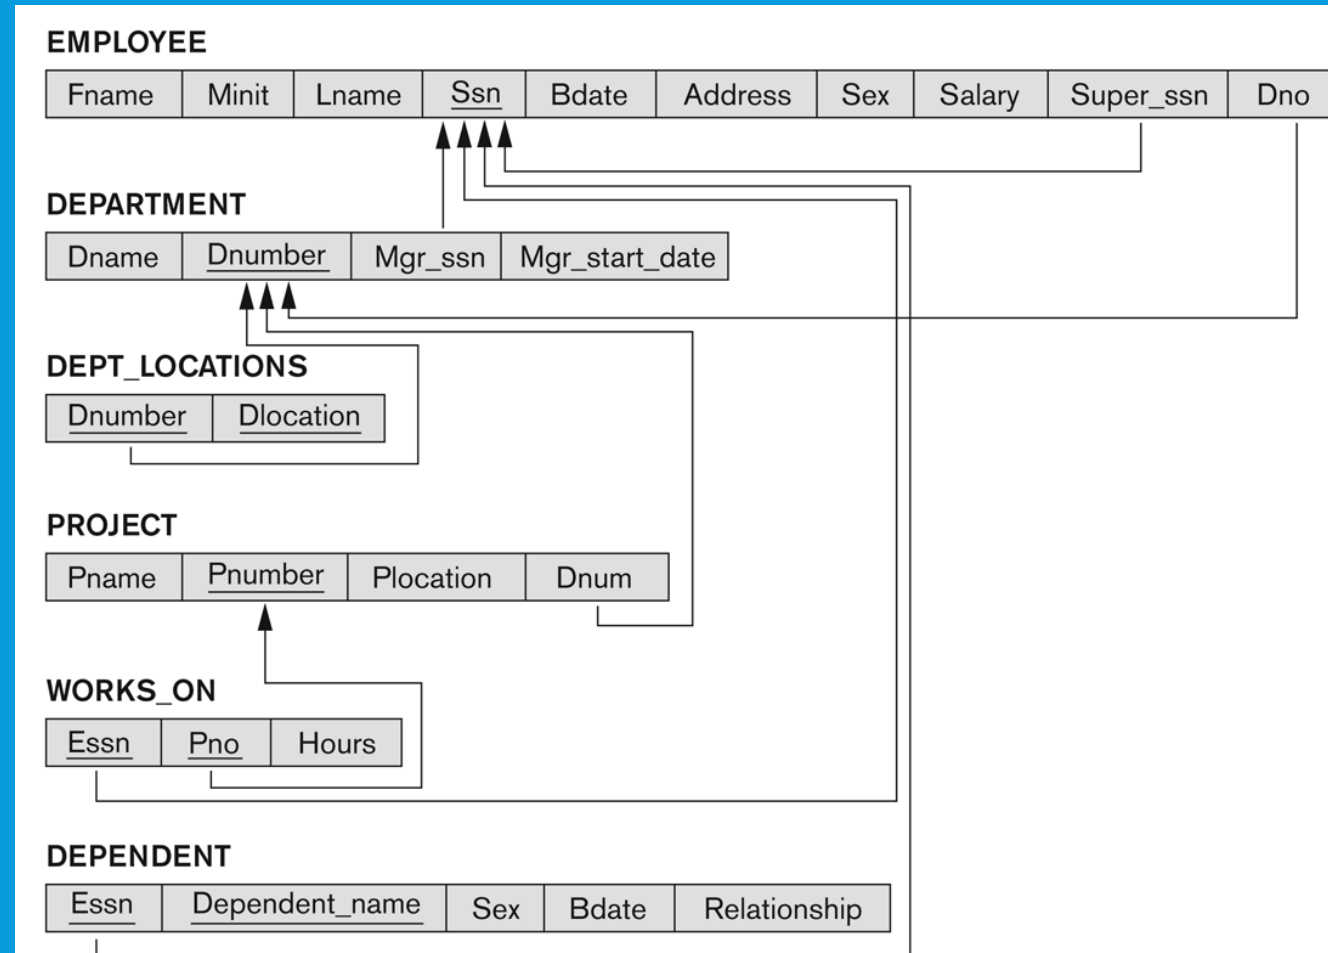 EMPLOYEE
Fname Minit Lname Ssn Bdate Address Sex Salary Super_ssn Dno
DEPARTMENT
Dname Dnumber Mgr_ssn Mgr_start_date
DEPT_LOCATIONS
Dnumber Dlocation
PROJECT
Pname Pnumber Plocation Dnum
WORKS_ON
Essn Pno Hours
DEPENDENT
Essn Dependent_name Sex Bdate Relationship